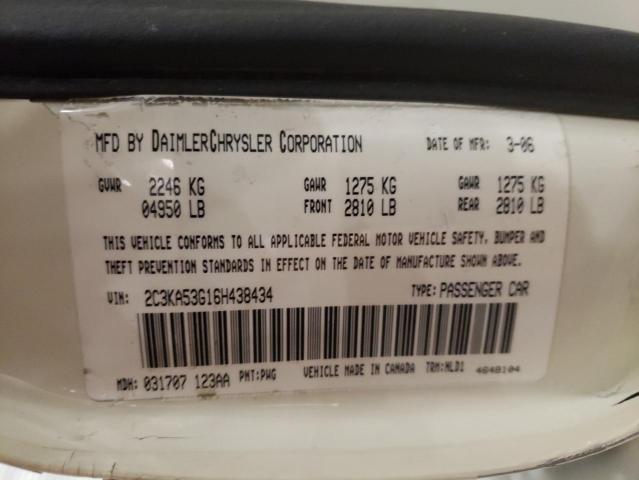 MFD BY DAIMLERCHRYSLER CORPORATION DATE OF MFR: 3-06
GVWR 2246 KG GAWR 1275 KG GAWR 1275 KG
04950 LB FRONT 2810 LB REAR 2810 LB
THIS VEHICLE CONFORMS TO ALL APPLICABLE FEDERAL MOTOR VEHICLE SAFETY, BUMPER AND
THEFT PREVENTION STANDARDS IN EFFECT ON THE DATE OF MANUFACTURE SHOWN ABOVE.
VIN: 2C3KA53G16H438434 TYPE: PASSENGER CAR
MDH: 031707 123AA PNT:PWG VEHICLE MADE IN CANADA TRM:NLD1 4648104